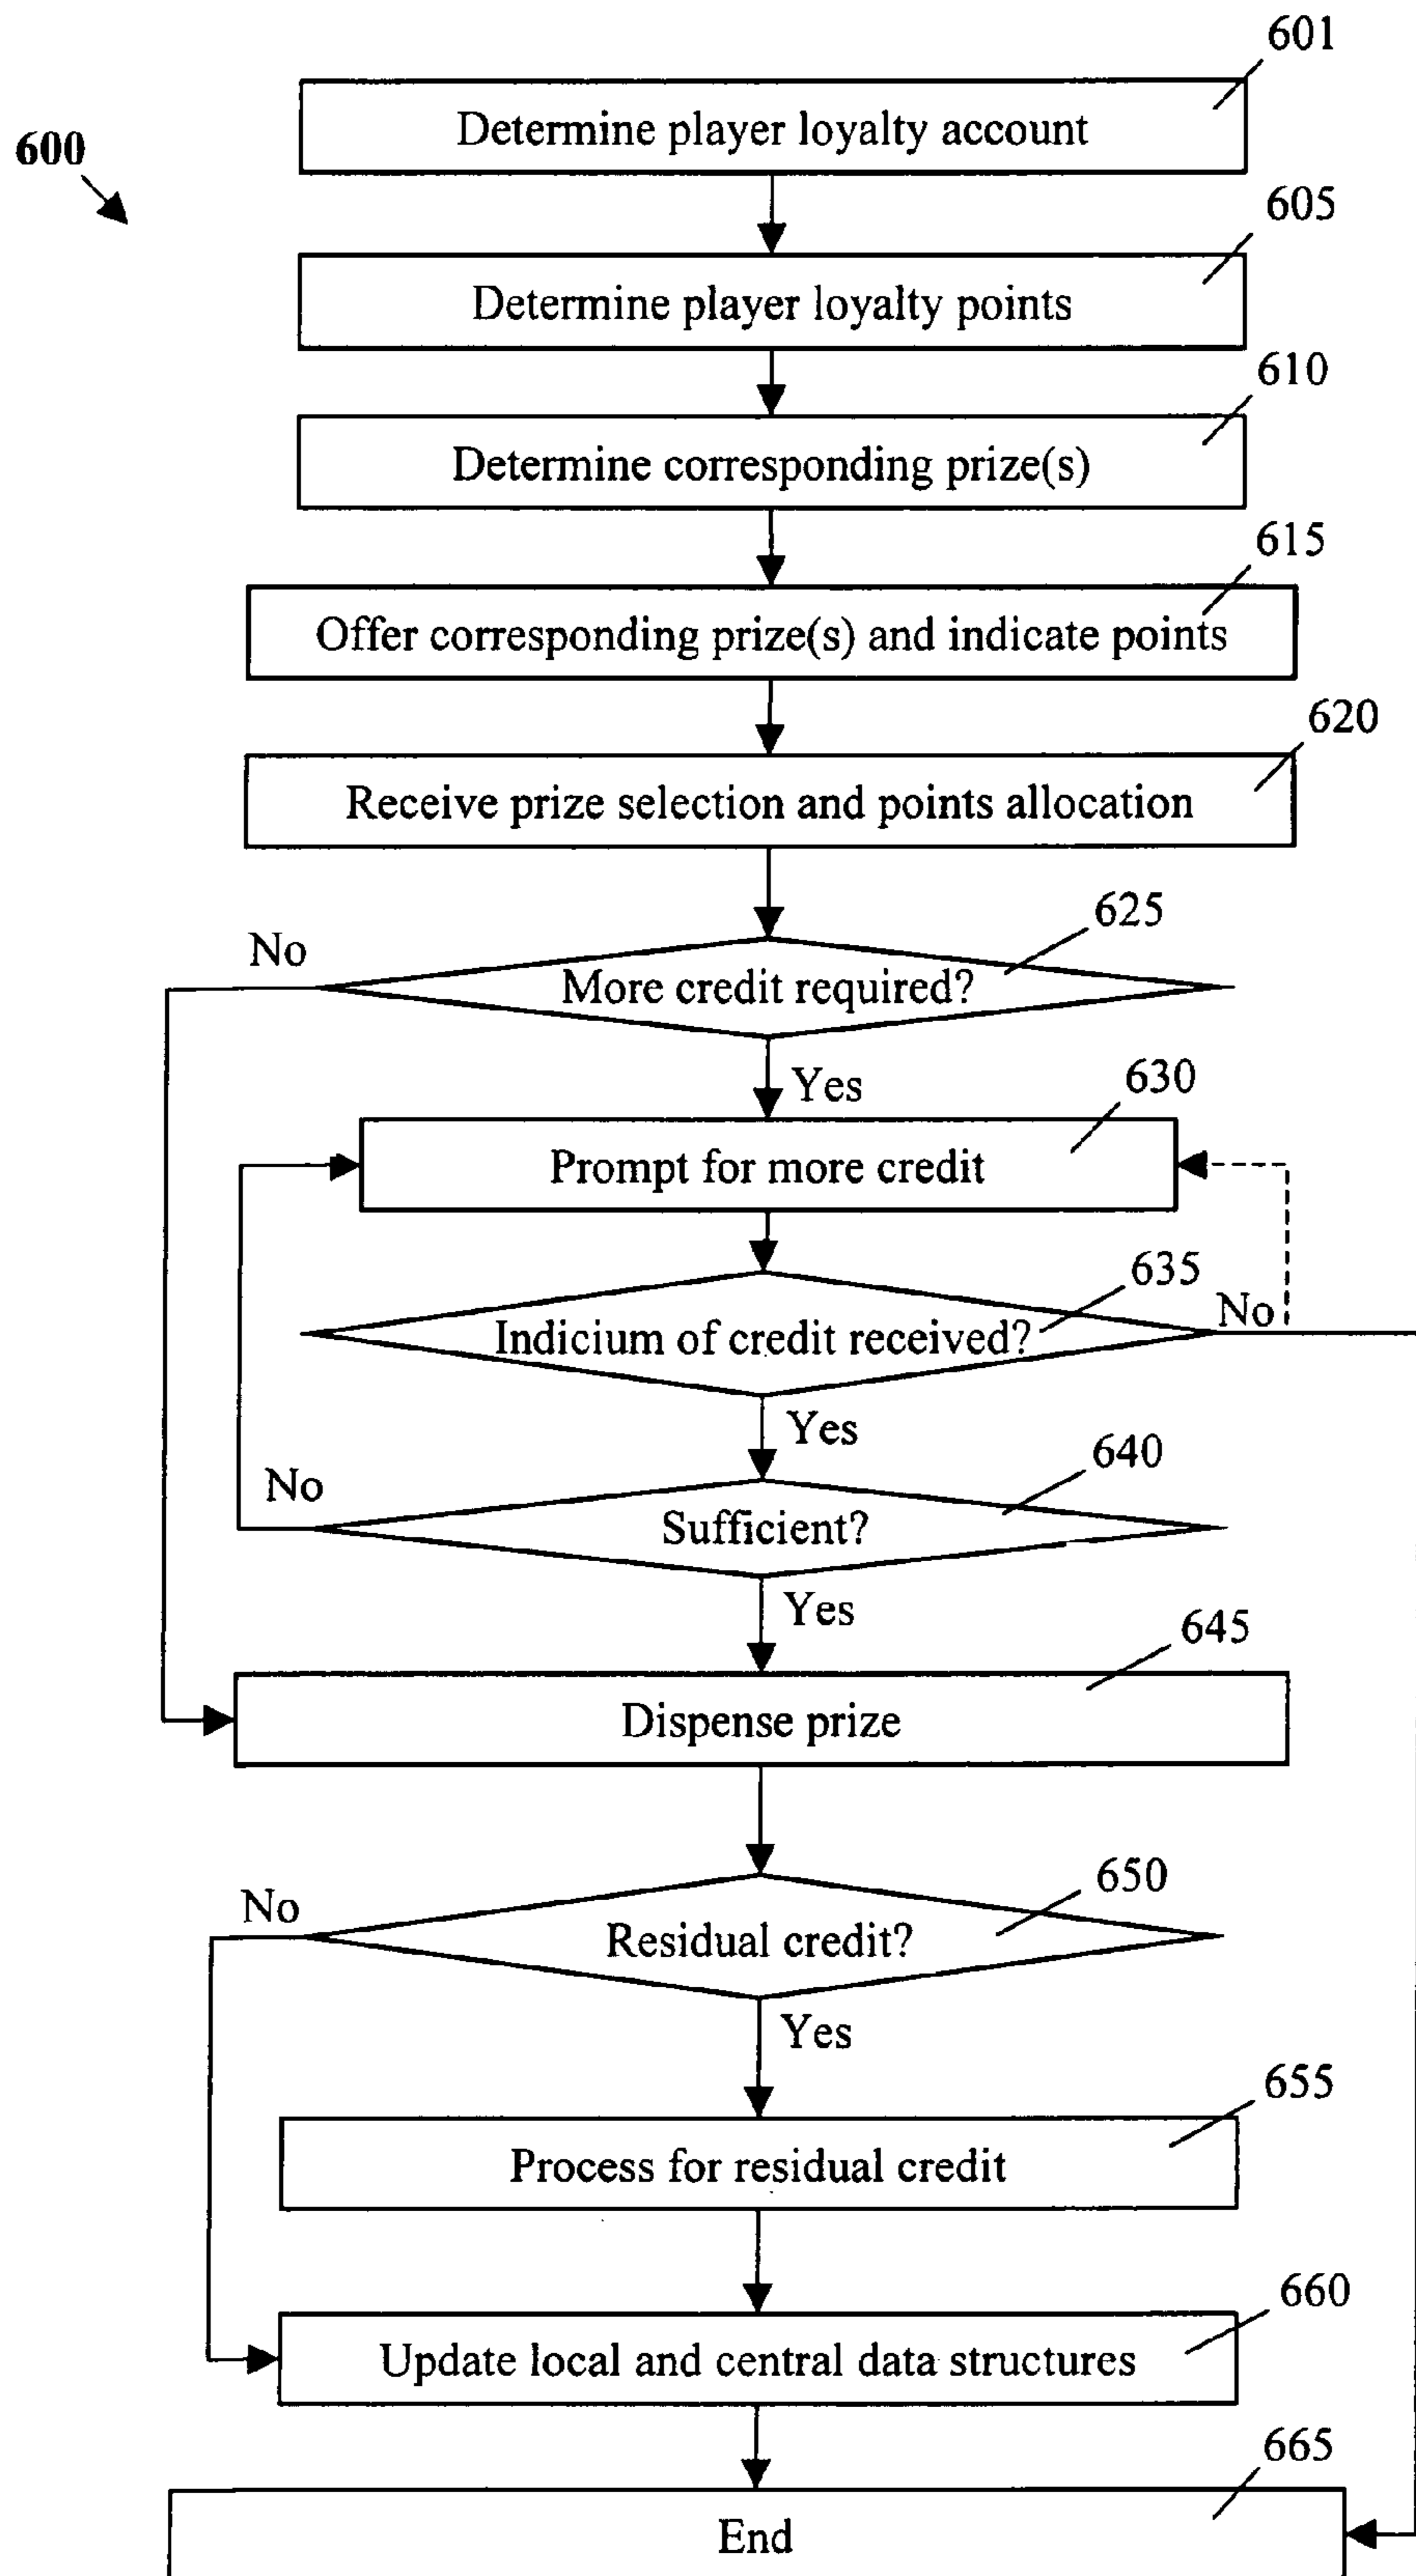 601
600
Determine player loyalty account
605
Determine player loyalty points
610
Determine corresponding prize(s)
615
Offer corresponding prize(s) and indicate points
620
Receive prize selection and points allocation
625
No
More credit required?
Yes
630
Prompt for more credit
635
No
Indicium of credit received?
Yes
640
No
Sufficient?
Yes
645
Dispense prize
650
No
Residual credit?
Yes
655
Process for residual credit
660
Update local and central data structures
665
End